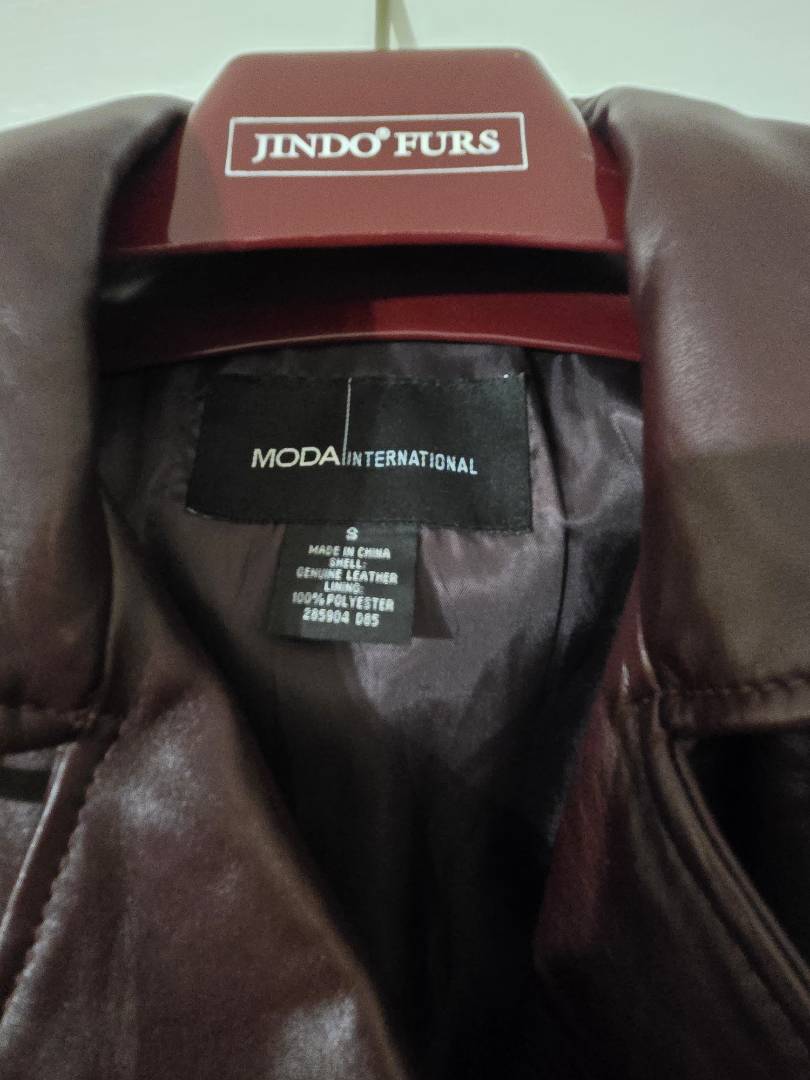 JINDO® FURS
MODA INTERNATIONAL
S
MADE IN CHINA
SHELL:
GENUINE LEATHER
LINING:
100% POLYESTER
285904 D85